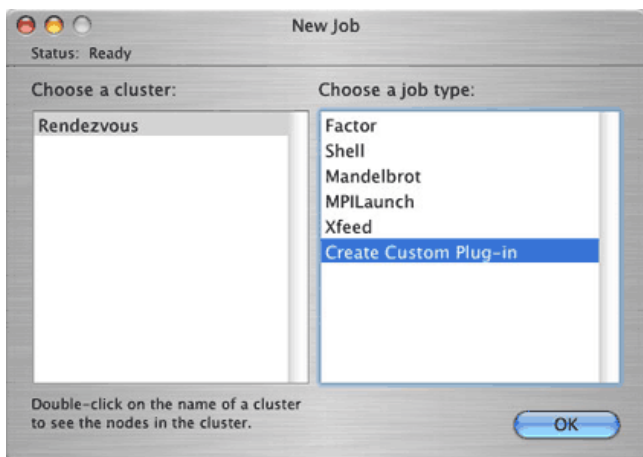 New Job
Status: Ready
Choose a cluster:
Rendezvous
Choose a job type:
Factor
Shell
Mandelbrot
MPILaunch
Xfeed
Create Custom Plug-in
Double-click on the name of a cluster
to see the nodes in the cluster.
OK